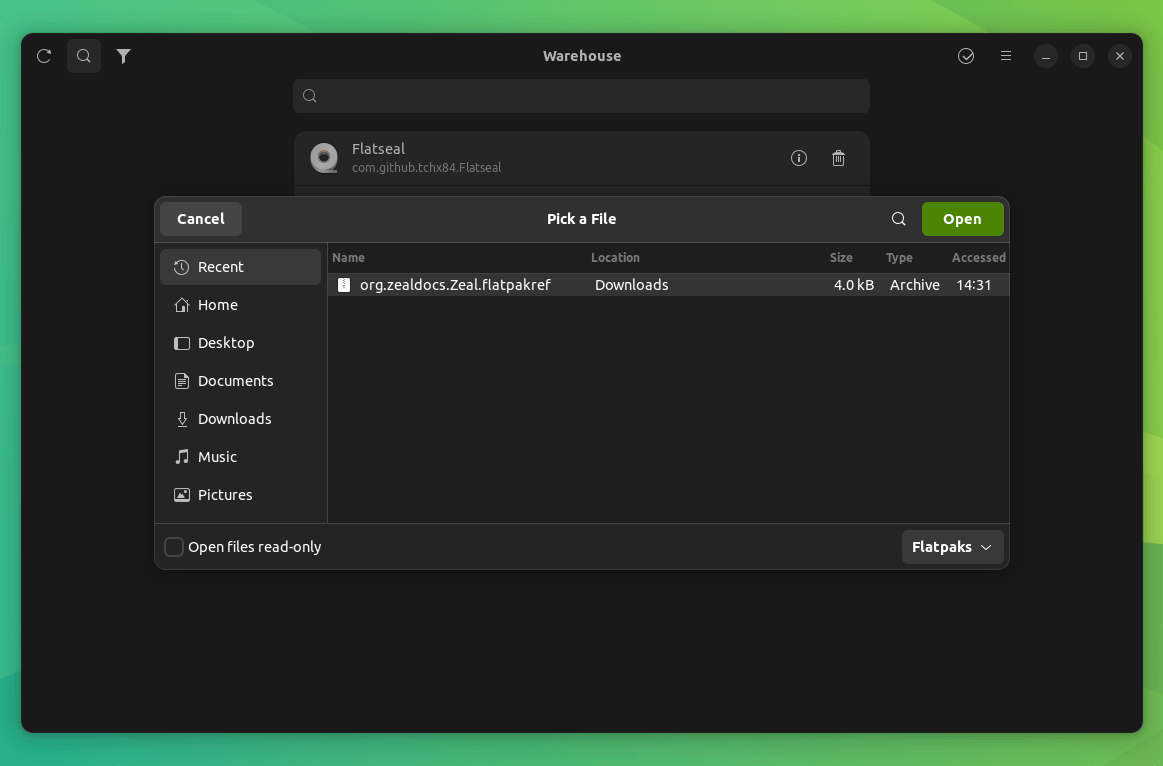 Warehouse
Flatseal
com.github.tchx84.Flatseal
Cancel
Pick a File
Open
Recent
Home
Desktop
Documents
Downloads
Music
Pictures
Name Location Size Type Accessed
org.zealdocs.Zeal.flatpakref Downloads 4.0 kB Archive 14:31
Open files read-only
Flatpaks